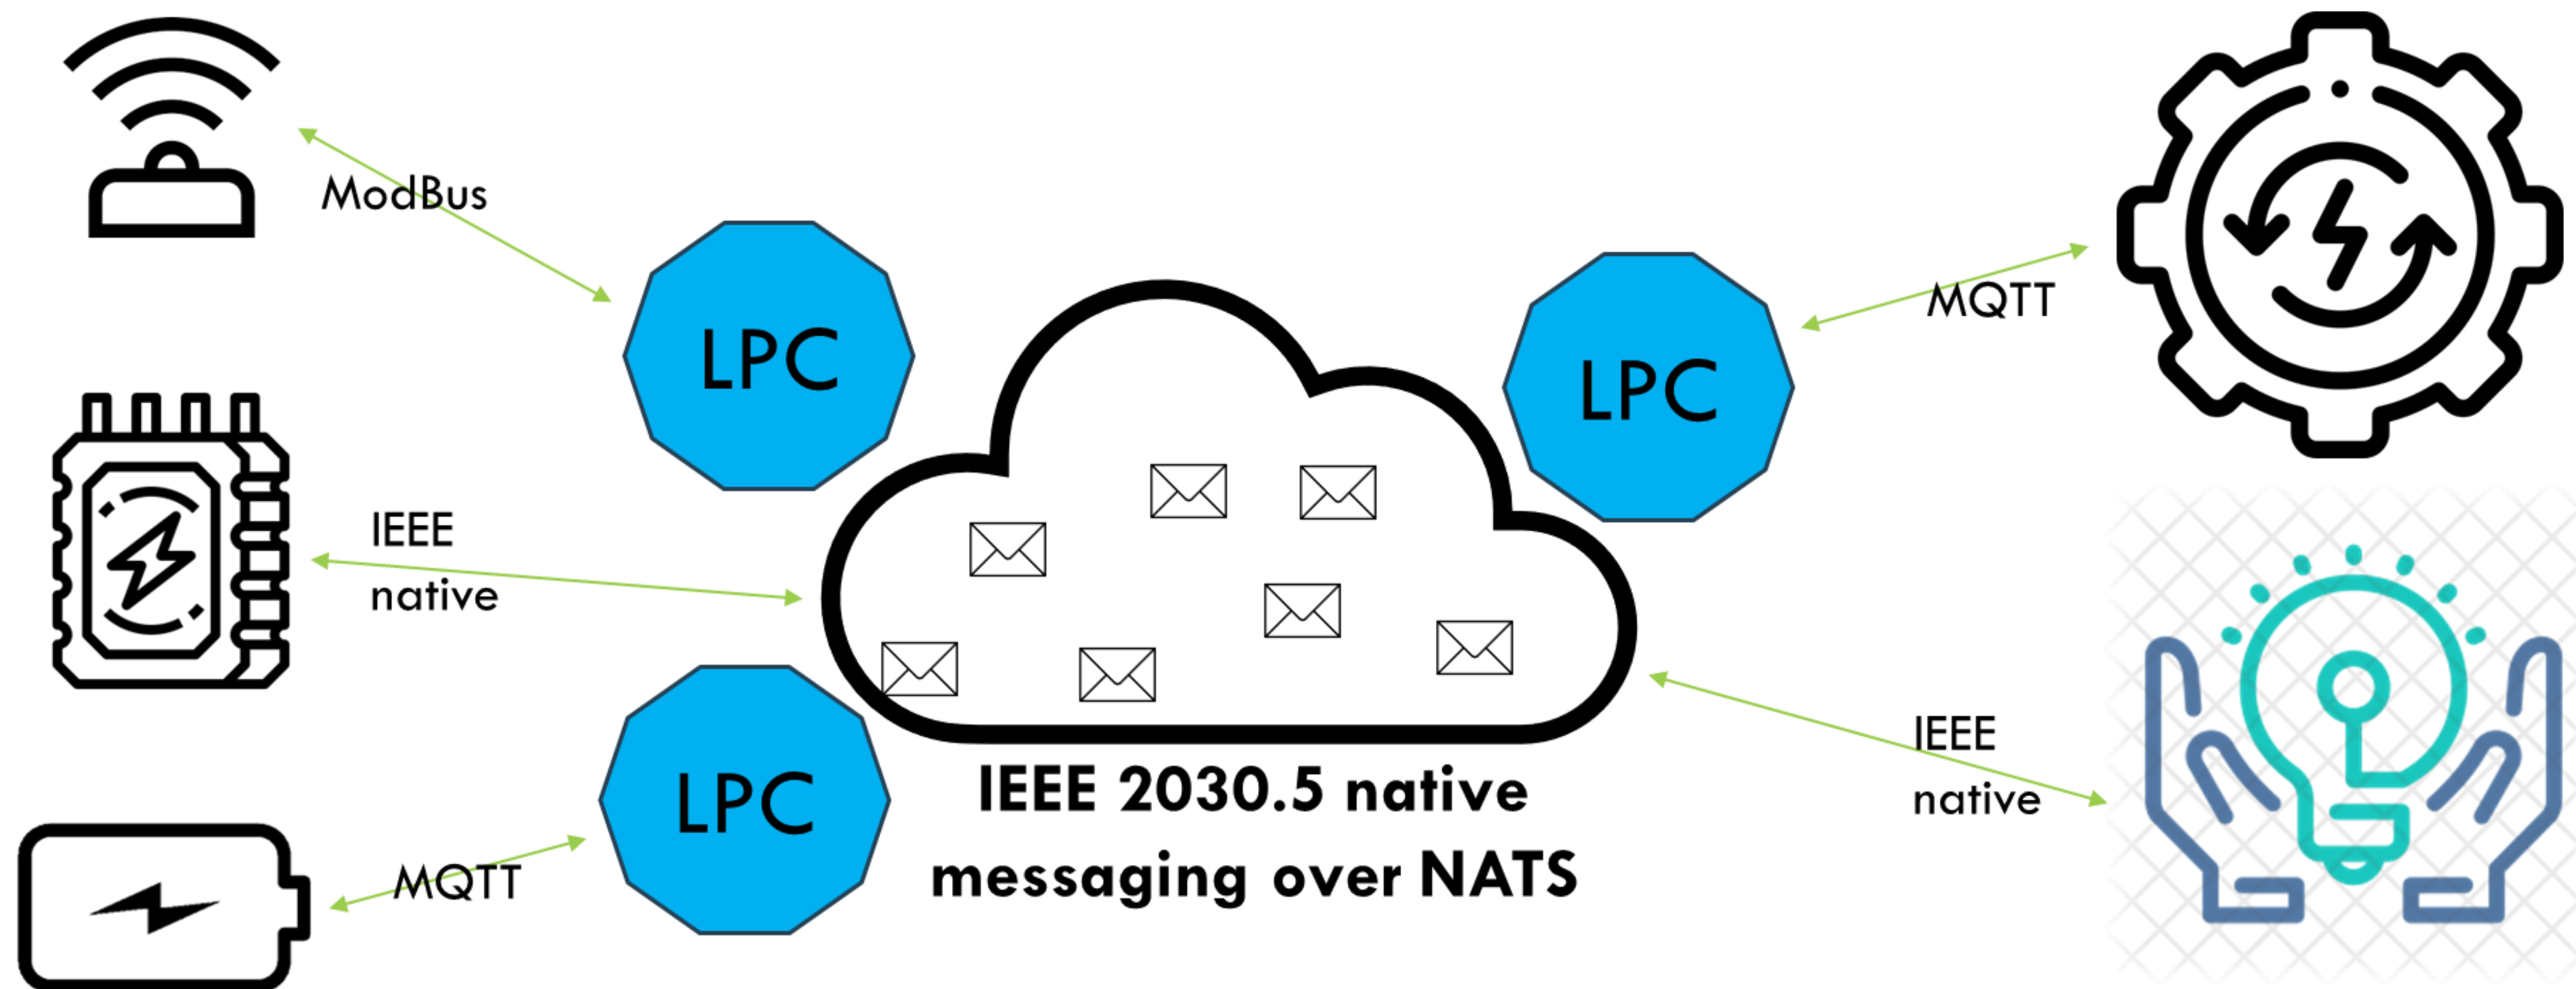 ModBus
LPC
LPC
MQTT
IEEE
native
IEEE
native
LPC
MQTT
IEEE 2030.5 native
messaging over NATS